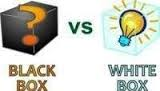 ?
VS
BLACK WHITE
BOX BOX